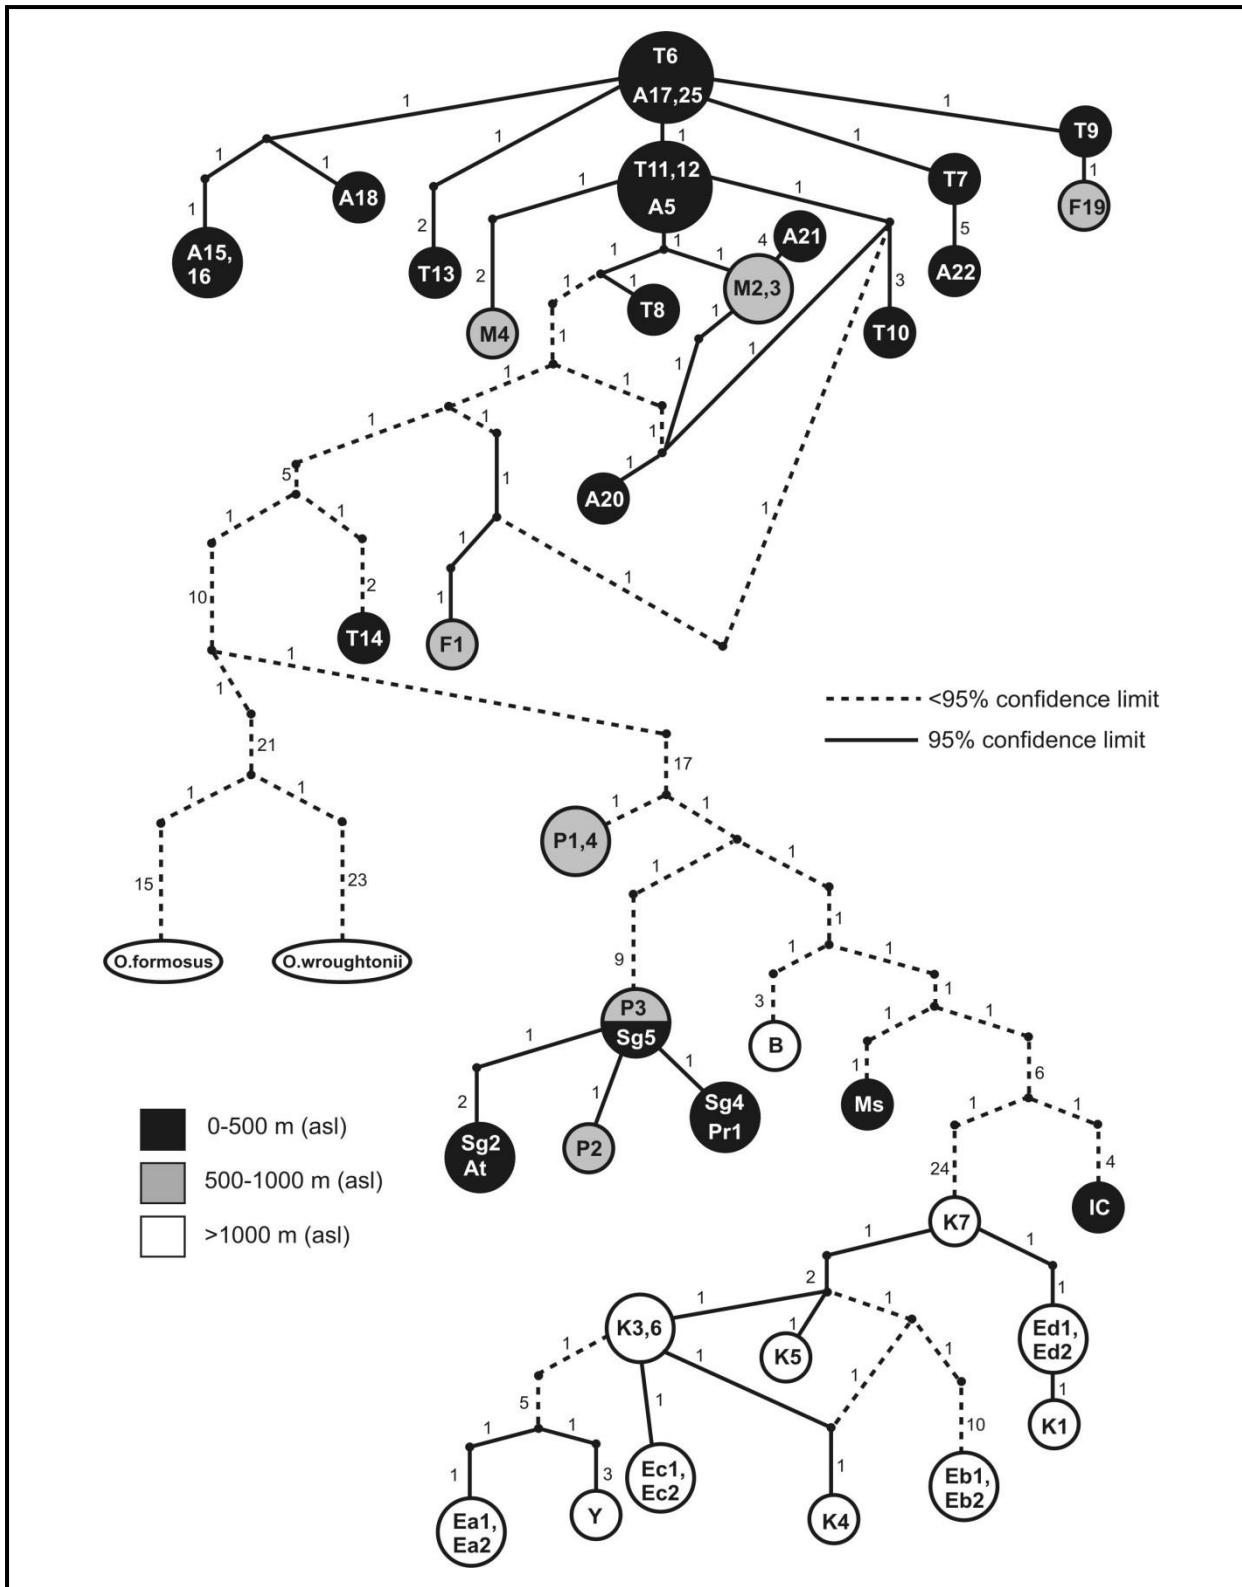 T6
A17,25
1
1
1
1
1
1
T9
T11,12
A5
1
1
1
1
T7
1
A18
1
1
F19
2
1
1
1
4
A21
5
A15,
16
T13
2
1
1
M2,3
3
A22
1
T8
1
M4
1
1
1
T10
1
1
1
1
1
1
5
1
A20
1
1
1
1
1
10
2
1
T14
F1
1
1
<95% confidence limit
95% confidence limit
21
17
1
1
1
1
P1,4
1
1
15
23
1
O.formosus
O.wroughtonii
9
1
1
P3
Sg5
3
1
B
1
1
1
1
1
6
2
1
Sg4
Pr1
Ms
1
1
0-500 m (asl)
Sg2
At
P2
24
4
500-1000 m (asl)
IC
K7
>1000 m (asl)
1
1
2
1
1
1
K3,6
1
Ed1,
Ed2
1
K5
1
1
1
1
5
1
1
1
10
K1
1
1
Ec1,
Ec2
1
3
1
Eb1,
Eb2
Ea1,
Ea2
Y
K4